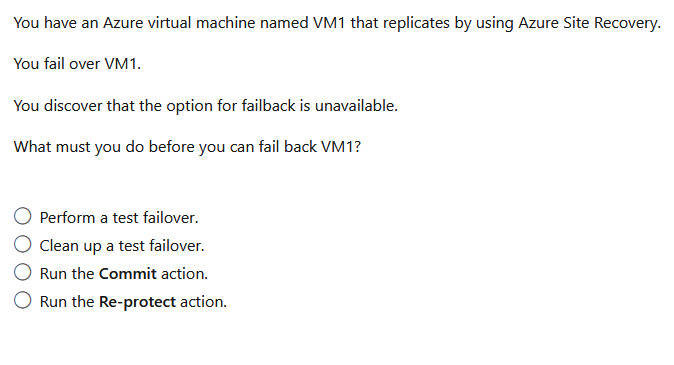 You have an Azure virtual machine named VM1 that replicates by using Azure Site Recovery.
You fail over VM1.
You discover that the option for failback is unavailable.
What must you do before you can fail back VM1?
Perform a test failover.
Clean up a test failover.
Run the Commit action.
Run the Re-protect action.